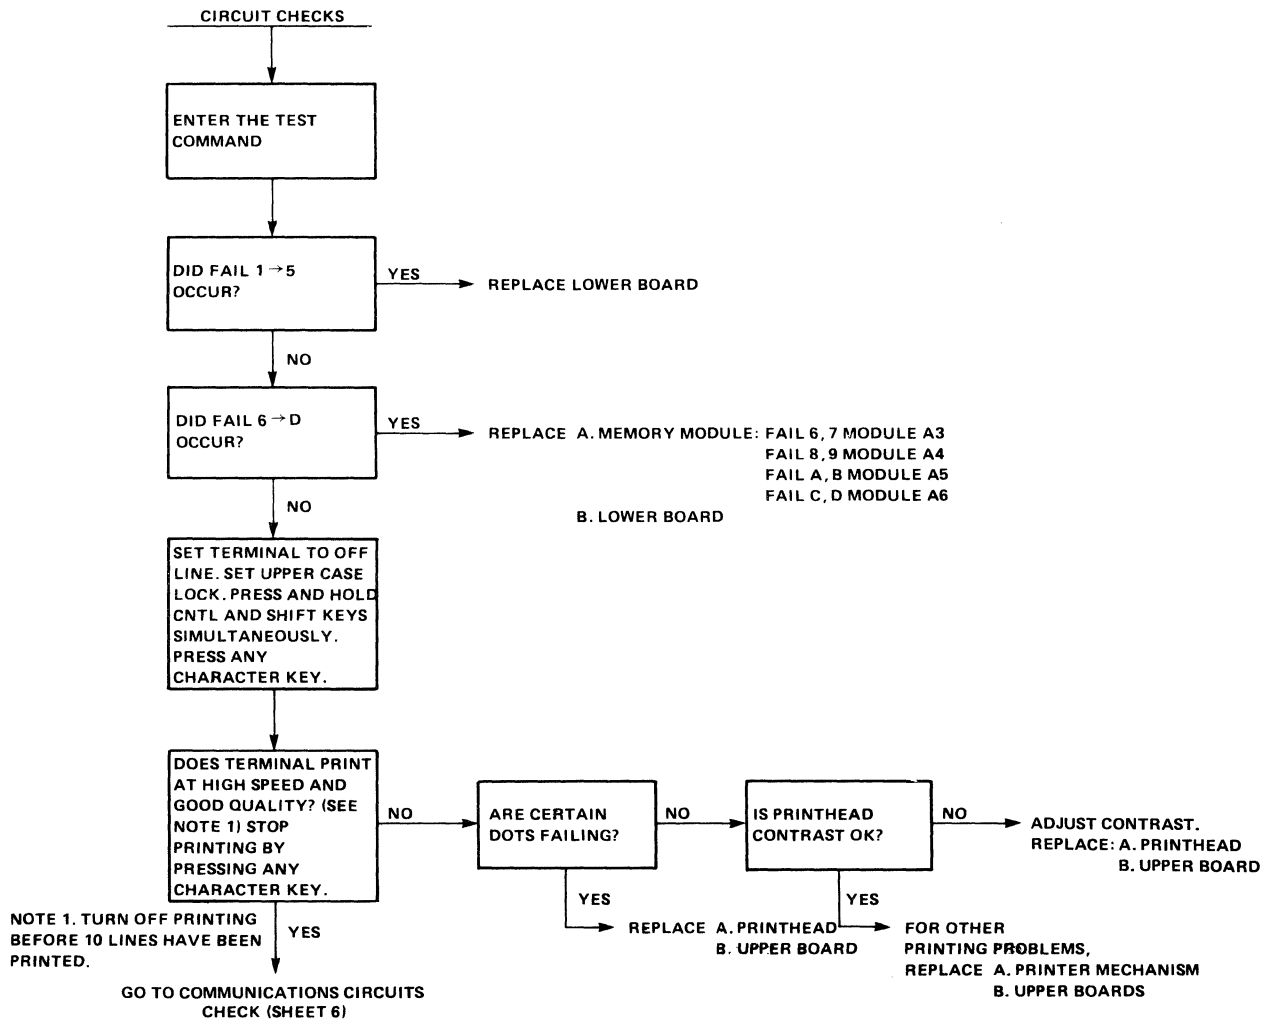 CIRCUIT CHECKS
ENTER THE TEST
COMMAND
DID FAIL 1→5
OCCUR?
YES
REPLACE LOWER BOARD
NO
DID FAIL 6→D
OCCUR?
YES
REPLACE A. MEMORY MODULE: FAIL 6, 7 MODULE A3
FAIL 8,9 MODULE A4
FAIL A, B MODULE A5
FAIL C, D MODULE A6
B. LOWER BOARD
NO
SET TERMINAL TO OFF
LINE. SET UPPER CASE
LOCK. PRESS AND HOLD
CNTL AND SHIFT KEYS
SIMULTANEOUSLY.
PRESS ANY
CHARACTER KEY.
DOES TERMINAL PRINT
AT HIGH SPEED AND
GOOD QUALITY? (SEE
NOTE 1) STOP
PRINTING BY
PRESSING ANY
CHARACTER KEY.
NO
ARE CERTAIN
DOTS FAILING?
NO
IS PRINTHEAD
CONTRAST OK?
NO
ADJUST CONTRAST.
REPLACE: A. PRINTHEAD
B. UPPER BOARD
YES
REPLACE A. PRINTHEAD
B. UPPER BOARD
YES
FOR OTHER
PRINTING PROBLEMS,
REPLACE A. PRINTER MECHANISM
B. UPPER BOARDS
NOTE 1. TURN OFF PRINTING
BEFORE 10 LINES HAVE BEEN
PRINTED.
YES
GO TO COMMUNICATIONS CIRCUITS
CHECK (SHEET 6)